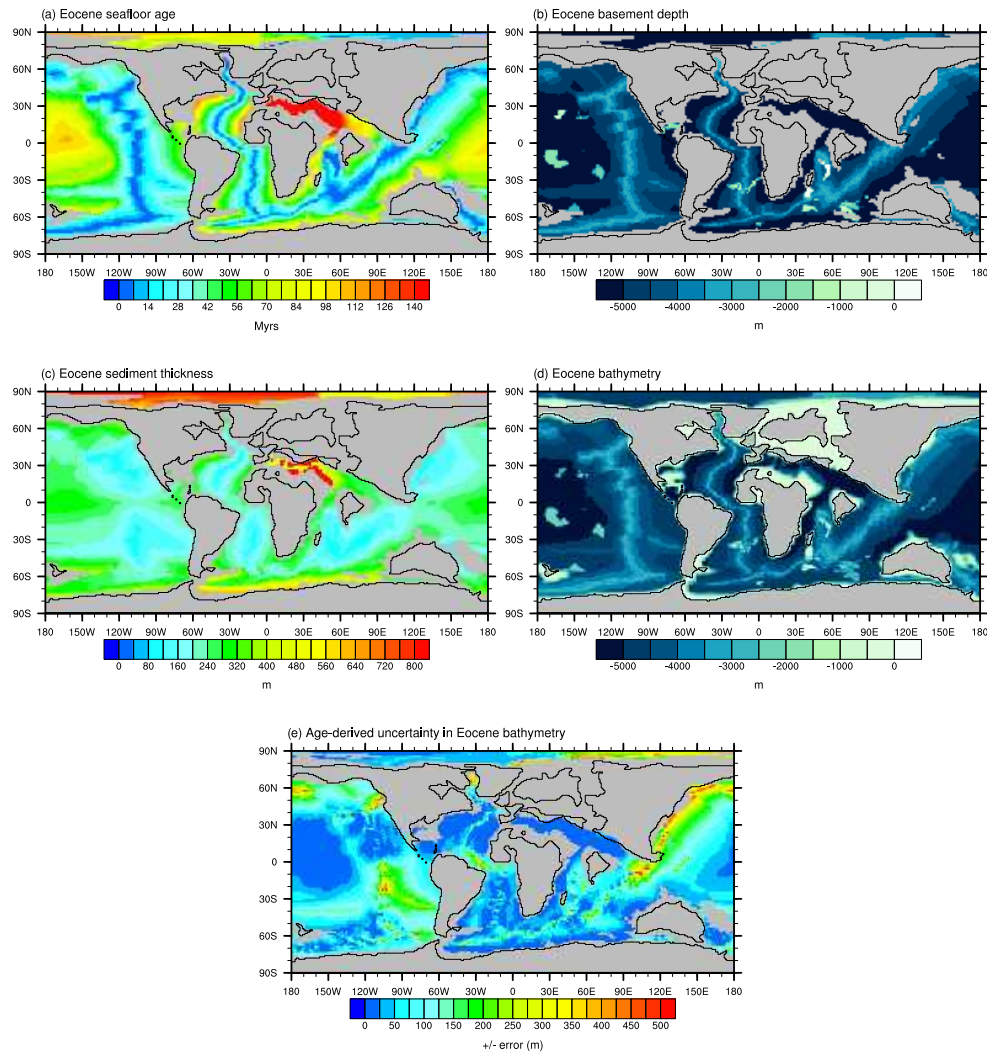 (a) Eocene seafloor age
90N
60N
30N
0
30S
60S
90S
180 150W 120W 90W 60W 30W 0 30E 60E 90E 120E 150E 180
0 14 28 42 56 70 84 98 112 126 140
Myrs
(b) Eocene basement depth
90N
60N
30N
0
30S
60S
90S
180 150W 120W 90W 60W 30W 0 30E 60E 90E 120E 150E 180
-5000 -4000 -3000 -2000 -1000 0
m
(c) Eocene sediment thickness
90N
60N
30N
0
30S
60S
90S
180 150W 120W 90W 60W 30W 0 30E 60E 90E 120E 150E 180
0 80 160 240 320 400 480 560 640 720 800
m
(d) Eocene bathymetry
90N
60N
30N
0
30S
60S
90S
180 150W 120W 90W 60W 30W 0 30E 60E 90E 120E 150E 180
-5000 -4000 -3000 -2000 -1000 0
m
(e) Age-derived uncertainty in Eocene bathymetry
90N
60N
30N
0
30S
60S
90S
180 150W 120W 90W 60W 30W 0 30E 60E 90E 120E 150E 180
0 50 100 150 200 250 300 350 400 450 500
+/- error (m)